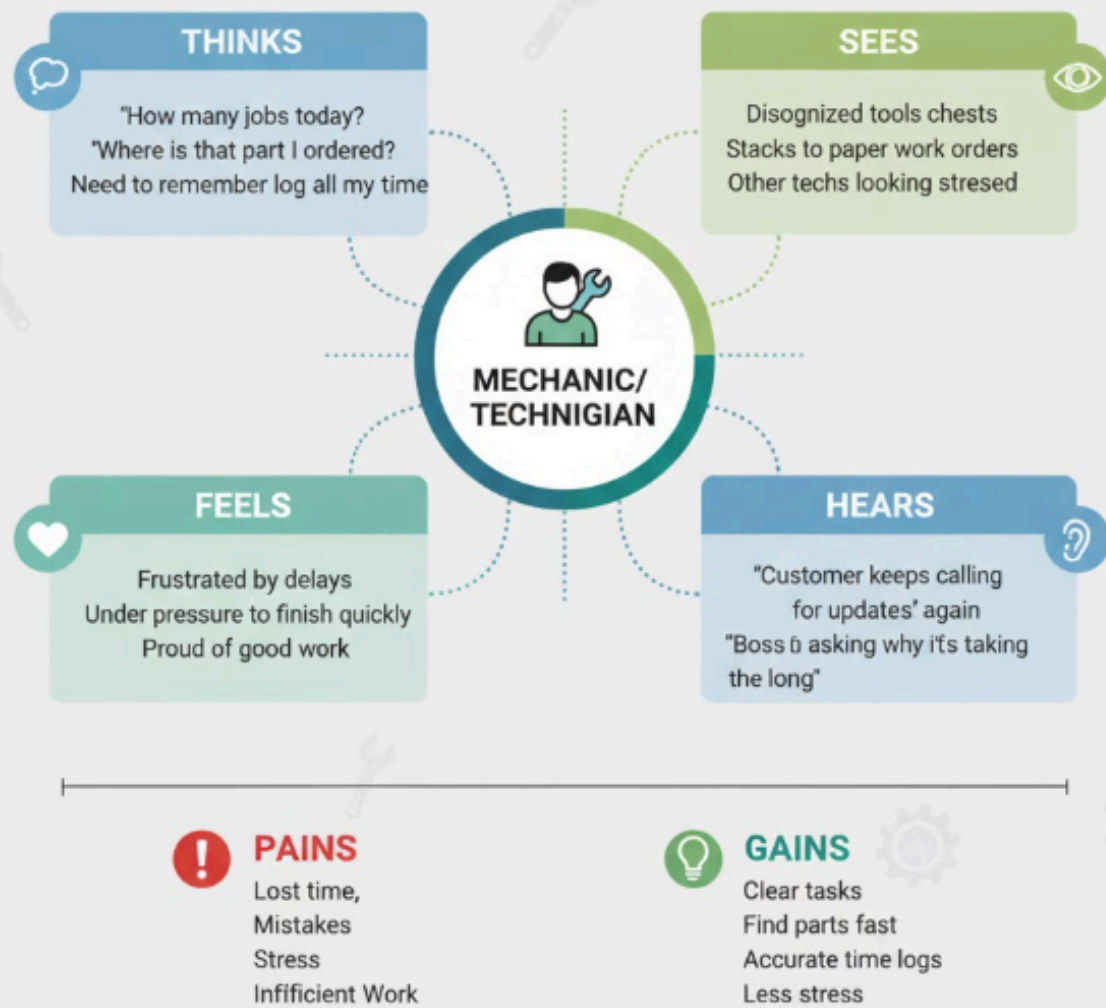 THINKS
"How many jobs today?
"Where is that part I ordered?
Need to remember log all my time
SEES
Disognized tools chests
Stacks to paper work orders
Other techs looking stresed
MECHANIC/
TECHNIGIAN
FEELS
Frustrated by delays
Under pressure to finish quickly
Proud of good work
HEARS
"Customer keeps calling
for updates' again
"Boss asking why it's taking
the long"
PAINS
Lost time,
Mistakes
Stress
Infificient Work
GAINS
Clear tasks
Find parts fast
Accurate time logs
Less stress